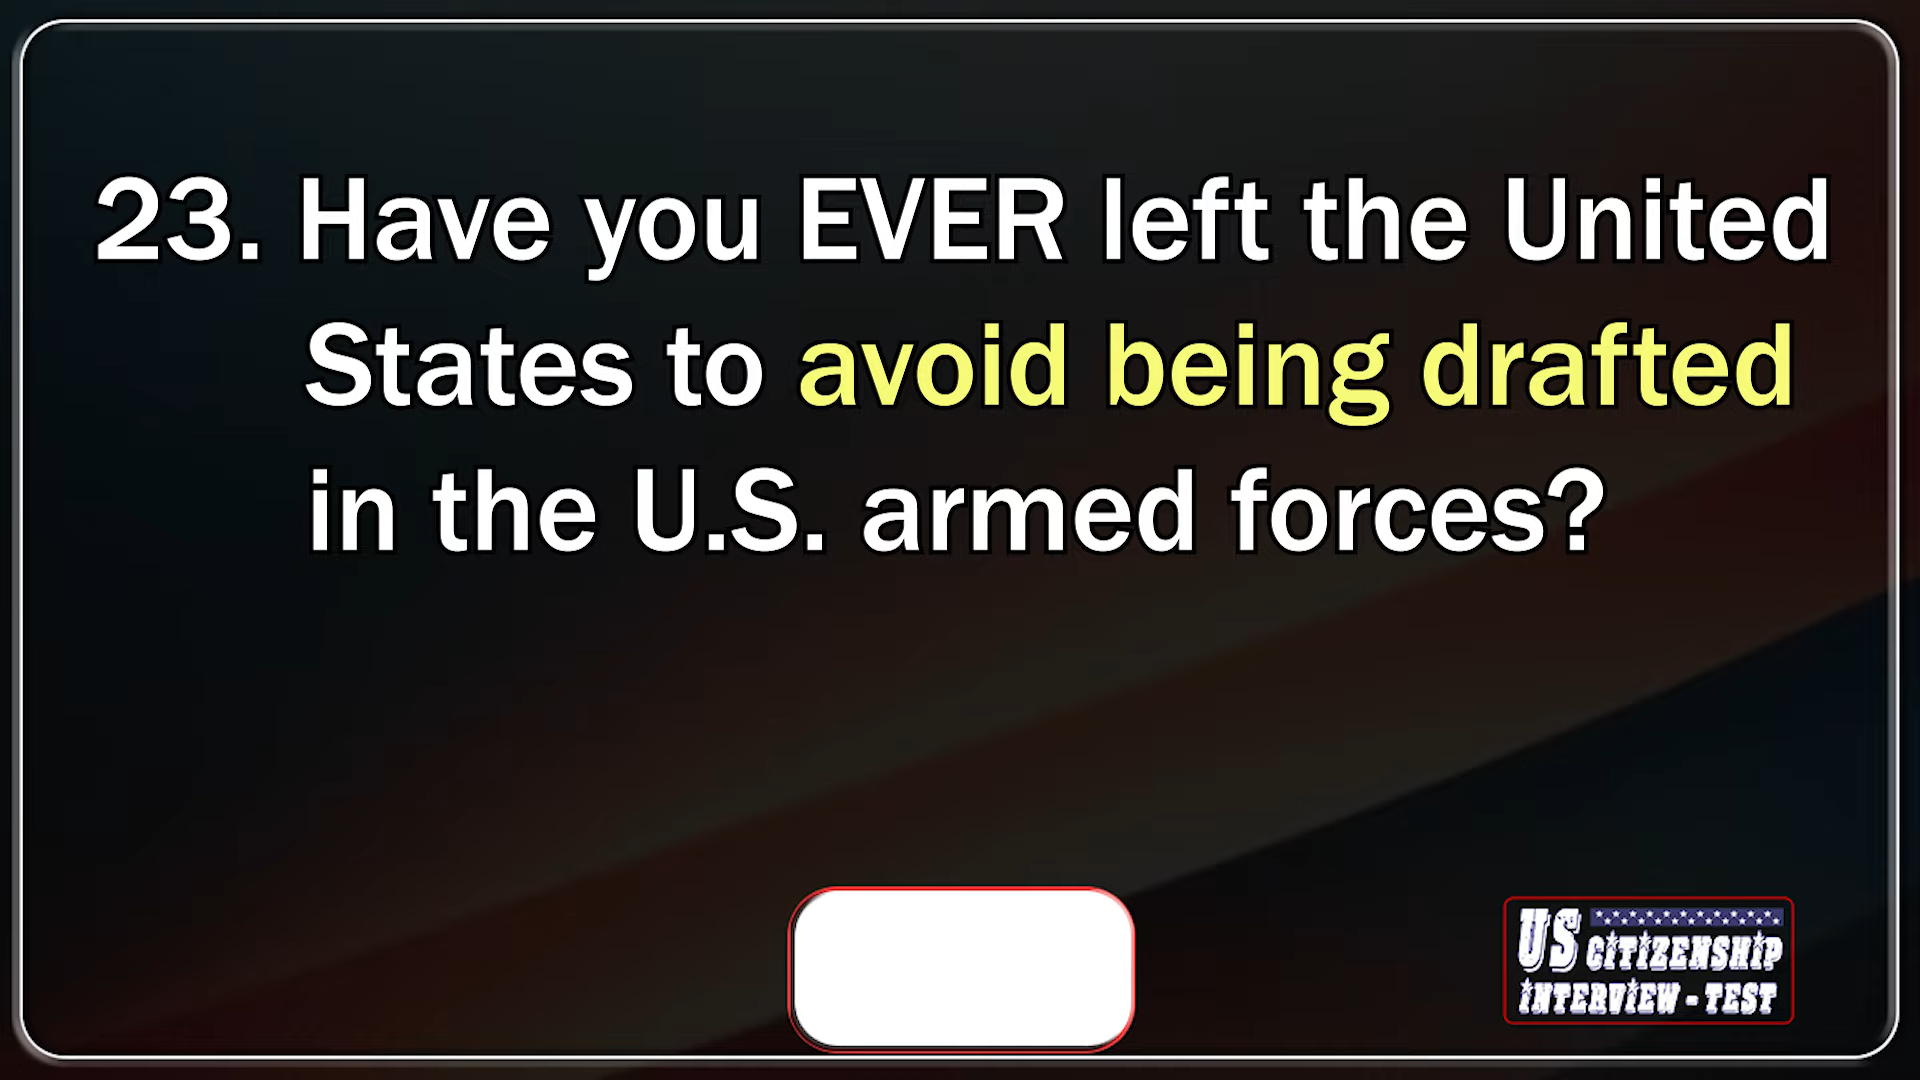 23. Have you EVER left the United
States to avoid being drafted
in the U.S. armed forces?
US CITIZENSHIP
INTERVIEW - TEST